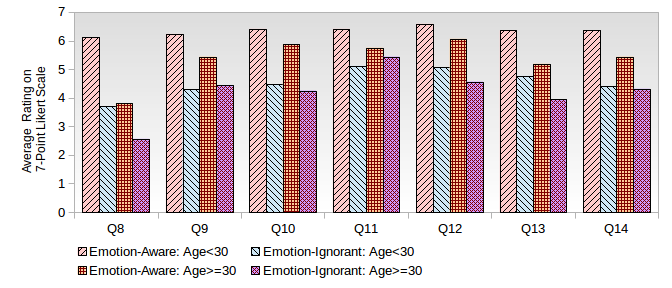 7
6
5
4
3
2
1
0
Average Rating on
7-Point Likert Scale
Q8 Q9 Q10 Q11 Q12 Q13 Q14
Emotion-Aware: Age<30 Emotion-Ignorant: Age<30
Emotion-Aware: Age>=30 Emotion-Ignorant: Age>=30